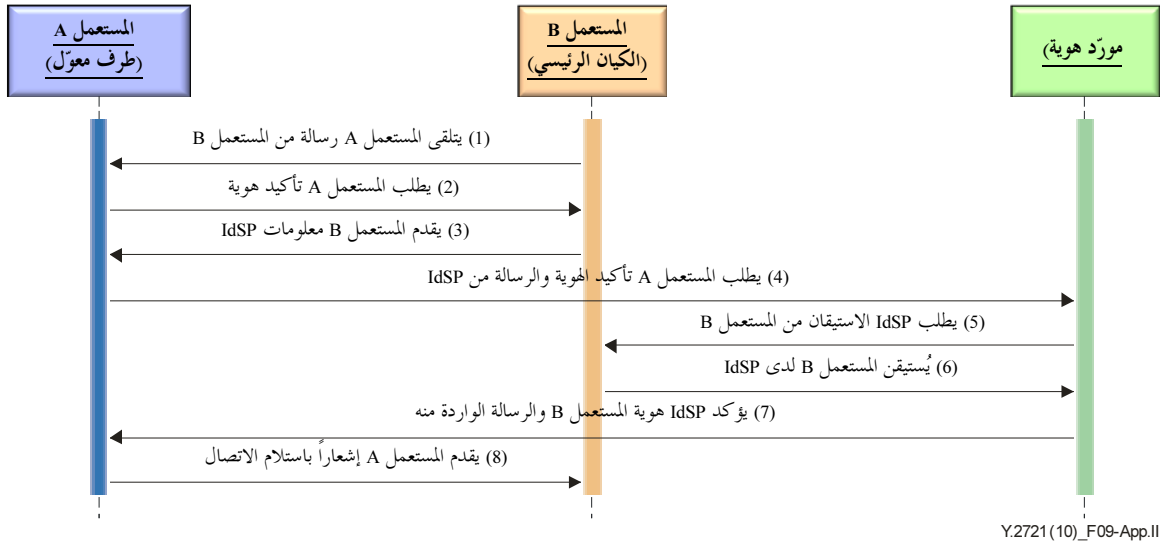 المستعمل A
(طرف معوّل)
المستعمل B
(الكيان الرئيسي)
مورّد هوية)
(1) يتلقى المستعمل A رسالة من المستعمل B
(2) يطلب المستعمل A تأكيد هوية
(3) يقدم المستعمل B معلومات IdSP
(4) يطلب المستعمل A تأكيد الهوية والرسالة من IdSP
(5) يطلب IdSP الاستيقان من المستعمل B
(6) يُستيقن المستعمل B لدى IdSP
(7) يؤكد IdSP هوية المستعمل B والرسالة الواردة منه
(8) يقدم المستعمل A إشعاراً باستلام الاتصال
Y.2721(10)_F09-App.II